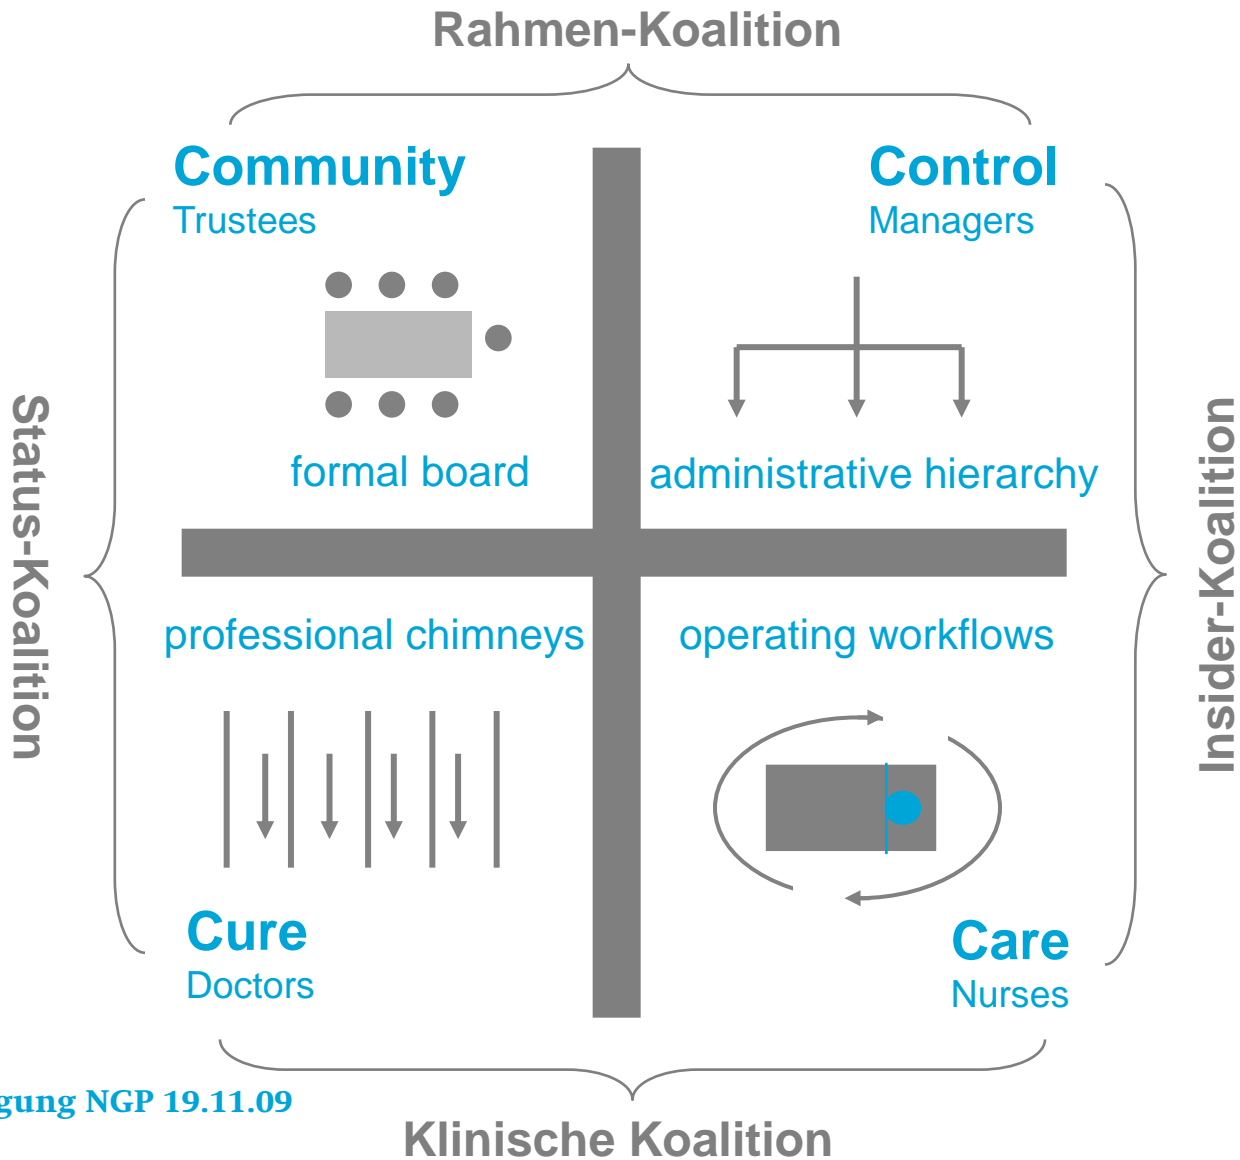 Rahmen-Koalition
Community
Trustees
Control
Managers
formal board
administrative hierarchy
Status-Koalition
Insider-Koalition
professional chimneys
operating workflows
Cure
Doctors
Care
Nurses
gung NGP 19.11.09
Klinische Koalition